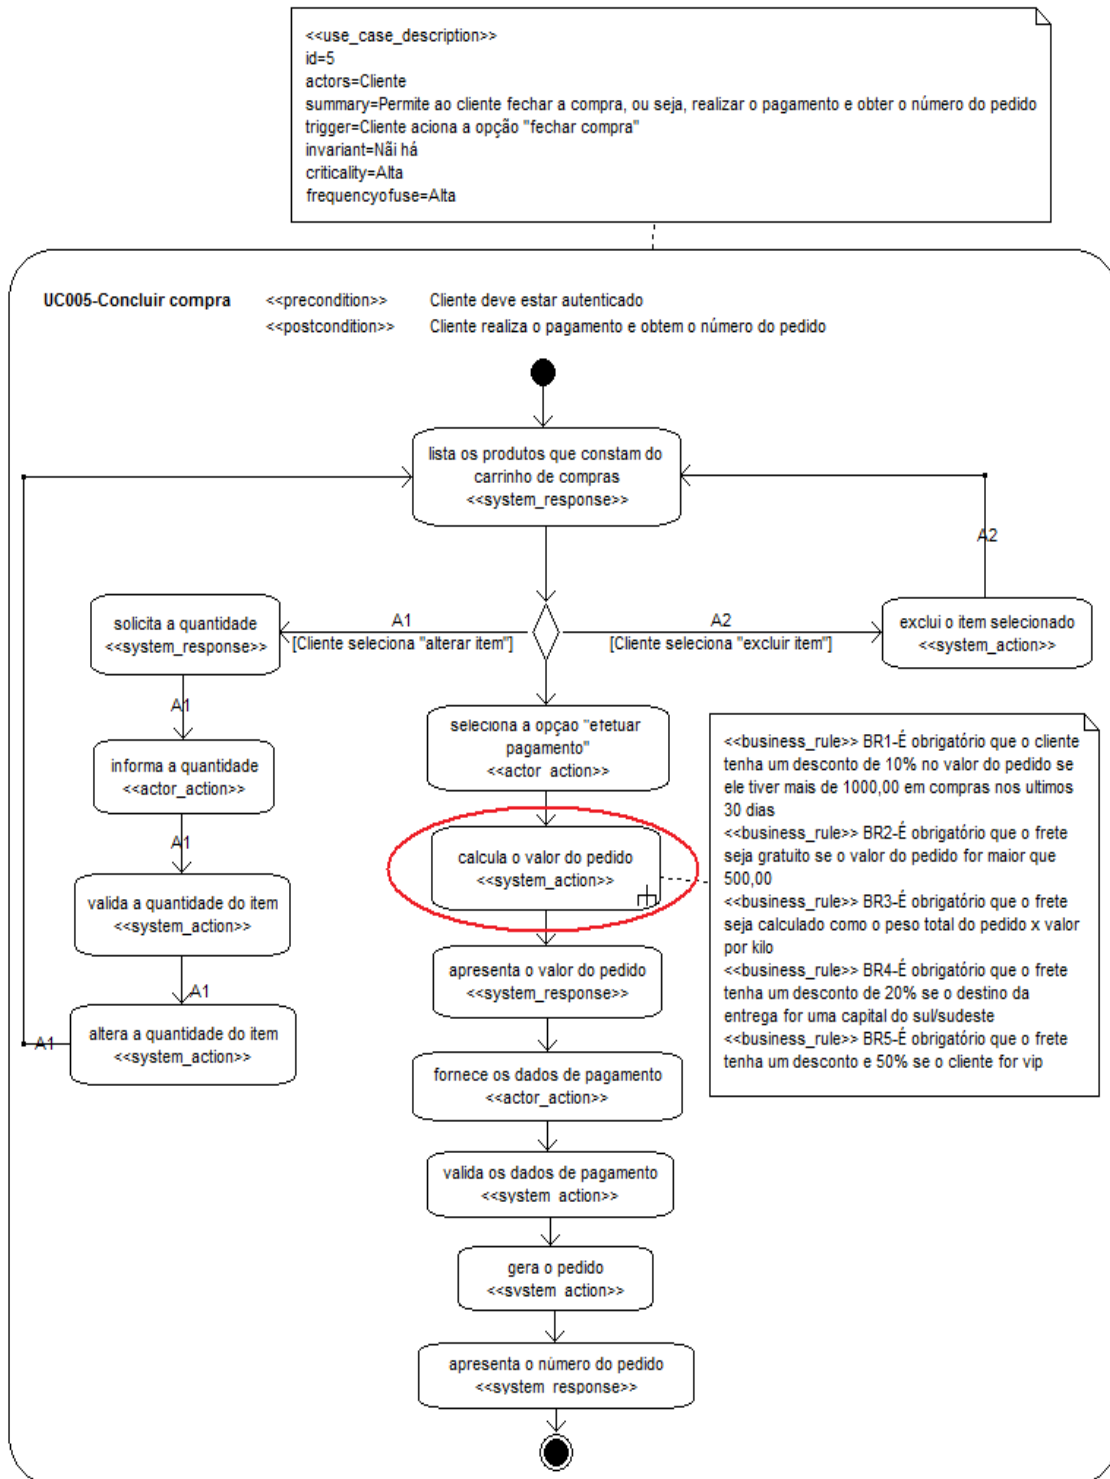 <<use_case_description>>
id=5
actors=Cliente
summary=Permite ao cliente fechar a compra, ou seja, realizar o pagamento e obter o número do pedido
trigger=Cliente aciona a opção "fechar compra"
invariant=Nãi há
criticality=Alta
frequencyofuse=Alta
UC005-Concluir compra <<precondition>> Cliente deve estar autenticado
<<postcondition>> Cliente realiza o pagamento e obtem o número do pedido
lista os produtos que constam do
carrinho de compras
<<system_response>>
A2
A1
[Cliente seleciona "alterar item"]
A2
[Cliente seleciona "excluir item"]
solicita a quantidade
<<system_response>>
exclui o item selecionado
<<system_action>>
A1
informa a quantidade
<<actor_action>>
A1
valida a quantidade do item
<<system_action>>
A1
altera a quantidade do item
<<system_action>>
A1
seleciona a opçao "efetuar
pagamento"
<<actor action>>
calcula o valor do pedido
<<system_action>>
<<business_rule>> BR1-É obrigatório que o cliente
tenha um desconto de 10% no valor do pedido se
ele tiver mais de 1000,00 em compras nos ultimos
30 dias
<<business_rule>> BR2-É obrigatório que o frete
seja gratuito se o valor do pedido for maior que
500,00
<<business_rule>> BR3-É obrigatório que o frete
seja calculado como o peso total do pedido x valor
por kilo
<<business_rule>> BR4-É obrigatório que o frete
tenha um desconto de 20% se o destino da
entrega for uma capital do sul/sudeste
<<business_rule>> BR5-É obrigatório que o frete
tenha um desconto e 50% se o cliente for vip
apresenta o valor do pedido
<<system_response>>
fornece os dados de pagamento
<<actor_action>>
valida os dados de pagamento
<<system action>>
gera o pedido
<<system action>>
apresenta o número do pedido
<<system response>>